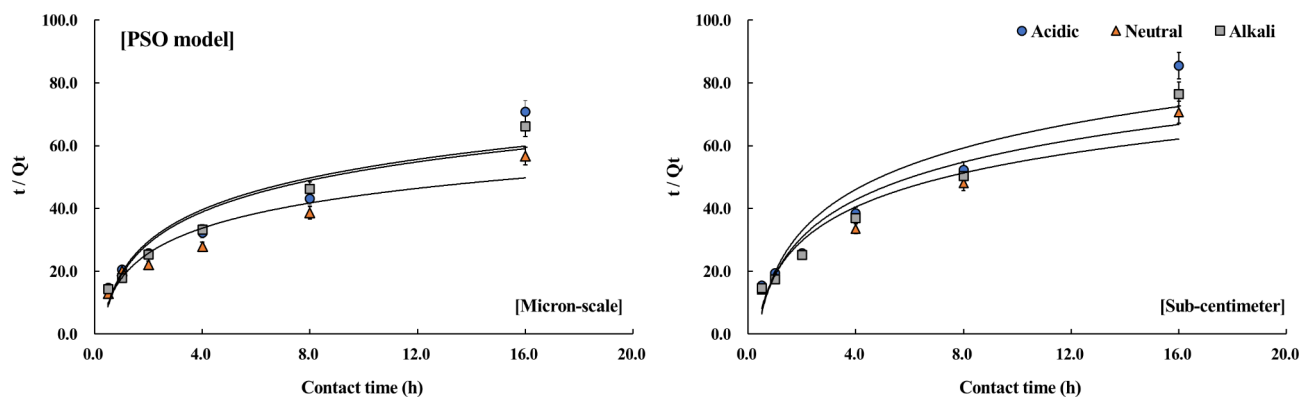 100.0
80.0
60.0
40.0
20.0
0.0
t / Qt
[PSO model]
[Micron-scale]
0.0 4.0 8.0 12.0 16.0 20.0
Contact time (h)
100.0
80.0
60.0
40.0
20.0
0.0
t / Qt
Acidic Neutral Alkali
[Sub-centimeter]
0.0 4.0 8.0 12.0 16.0 20.0
Contact time (h)